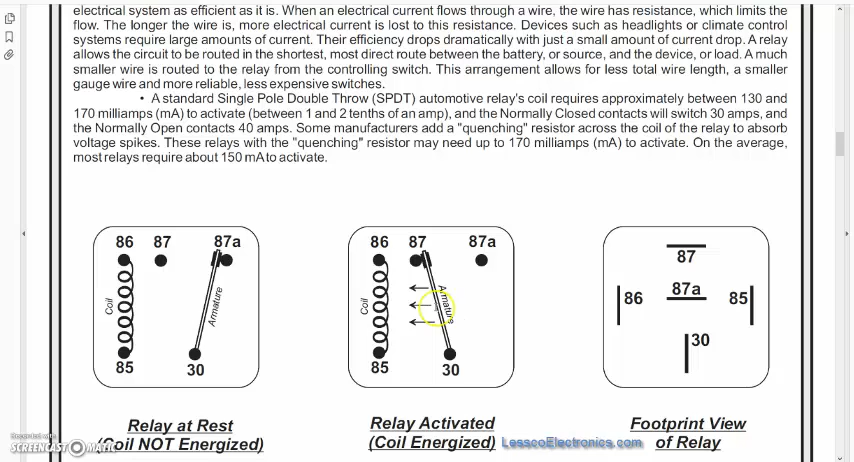 electrical system as efficient as it is. When an electrical current flows through a wire, the wire has resistance, which limits the
flow. The longer the wire is, more electrical current is lost to this resistance. Devices such as headlights or climate control
systems require large amounts of current. Their efficiency drops dramatically with just a small amount of current drop. A relay
allows the circuit to be routed in the shortest, most direct route between the battery, or source, and the device, or load. A much
smaller wire is routed to the relay from the controlling switch. This arrangement allows for less total wire length, a smaller
gauge wire and more reliable, less expensive switches.
• A standard Single Pole Double Throw (SPDT) automotive relay's coil requires approximately between 130 and
170 milliamps (mA) to activate (between 1 and 2 tenths of an amp), and the Normally Closed contacts will switch 30 amps, and
the Normally Open contacts 40 amps. Some manufacturers add a "quenching" resistor across the coil of the relay to absorb
voltage spikes. These relays with the "quenching" resistor may need up to 170 milliamps (mA) to activate. On the average,
most relays require about 150 mA to activate.
86 87 87a
Coil
Armature
85 30
Relay at Rest
(Coil NOT Energized)
86 87 87a
Coil
Armature
85 30
Relay Activated
(Coil Energized)
87
86 87a 85
30
Footprint View
of Relay
LesscoElectronics.com
Recorded with
SCREENCAST-O-MATIC